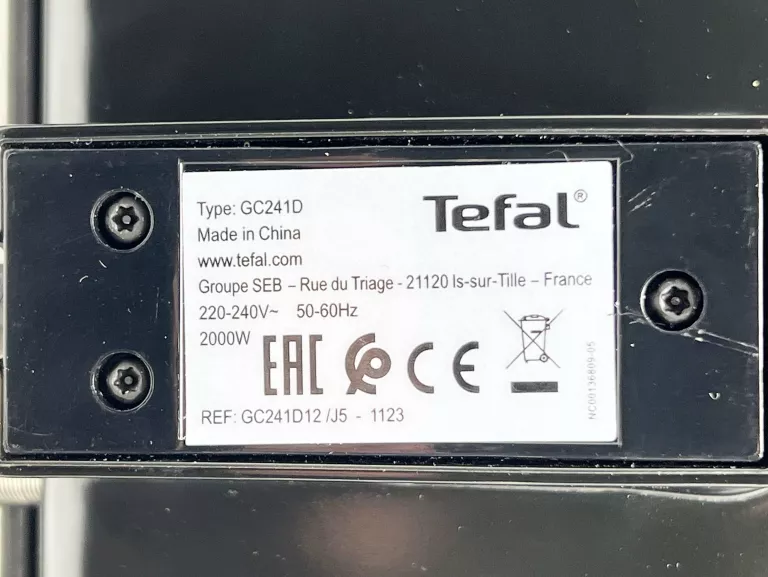 Tefal®
Type: GC241D
Made in China
www.tefal.com
Groupe SEB – Rue du Triage - 21120 Is-sur-Tille – France
220-240V~ 50-60Hz
2000W
EAC CE
REF: GC241D12 /J5 - 1123
NC00136809-05